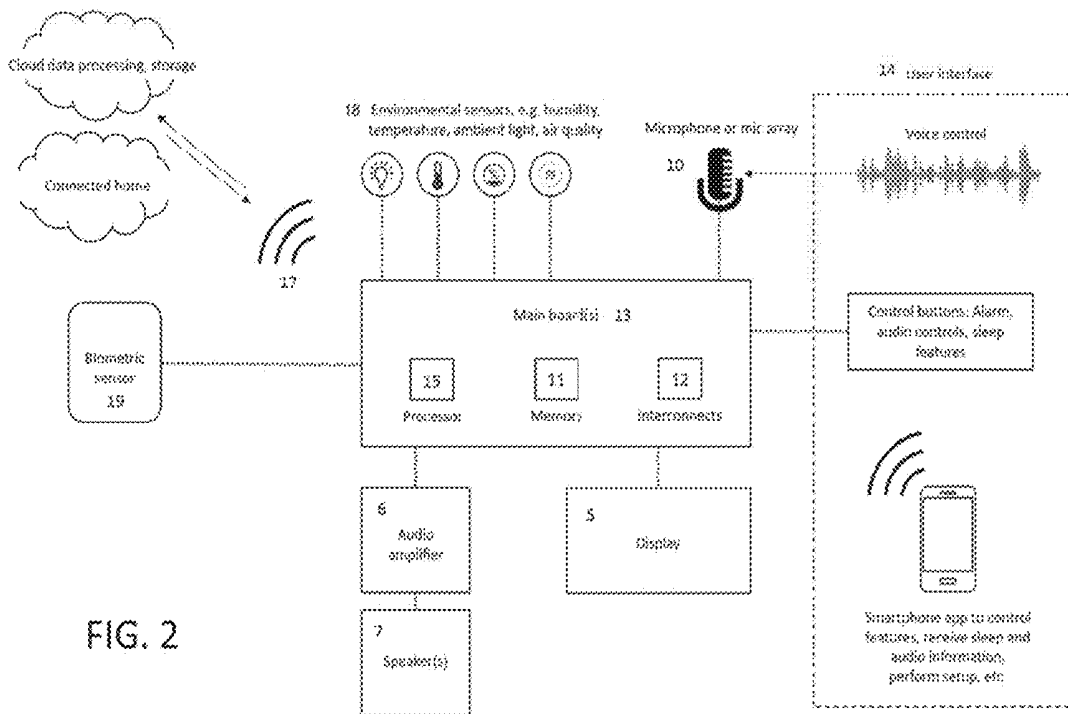 Cloud data processing, storage
Connected home
17
18 Environmental sensors, e.g. humidity,
temperature, ambient light, air quality
Microphone or mic array
10
14 User interface
Voice control
Biometric
sensor
19
Main board(s) 13
15
Processor
11
Memory
12
Interconnects
Control buttons: Alarm,
audio controls, sleep
features
6
Audio
amplifier
5
Display
7
Speaker(s)
Smartphone app to control
features, receive sleep and
audio information,
perform setup, etc
FIG. 2